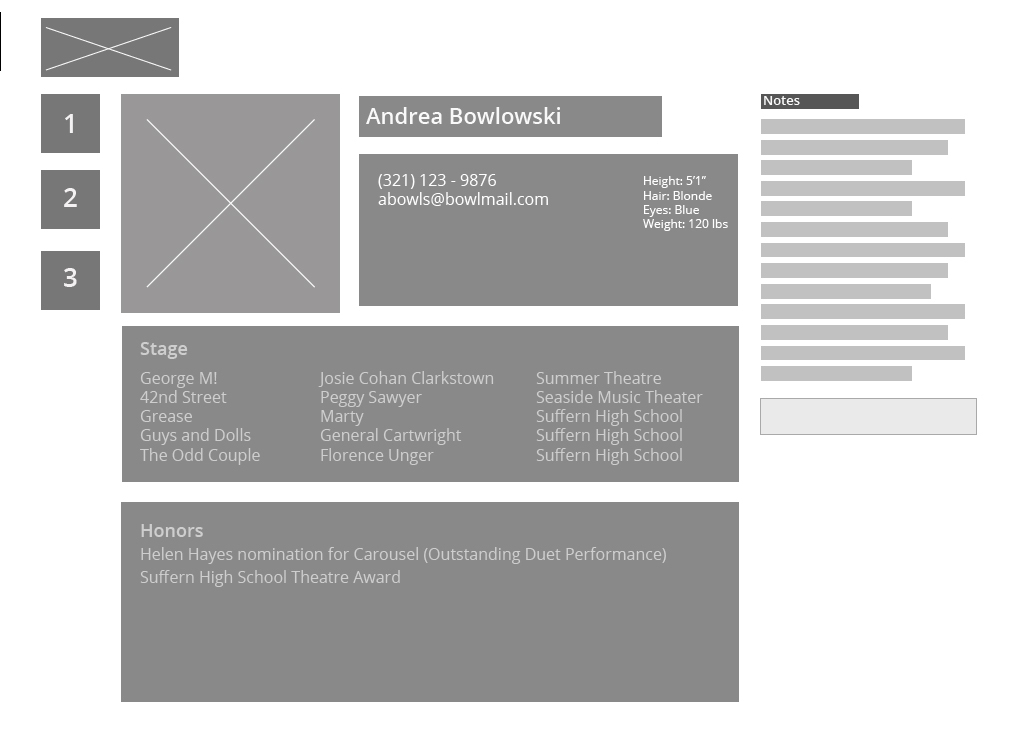 1
2
3
Andrea Bowlowski
(321) 123 - 9876
abowls@bowlmail.com
Height: 5’1”
Hair: Blonde
Eyes: Blue
Weight: 120 lbs
Stage
George M! Josie Cohan Clarkstown Summer Theatre
42nd Street Peggy Sawyer Seaside Music Theater
Grease Marty Suffern High School
Guys and Dolls General Cartwright Suffern High School
The Odd Couple Florence Unger Suffern High School
Honors
Helen Hayes nomination for Carousel (Outstanding Duet Performance)
Suffern High School Theatre Award
Notes